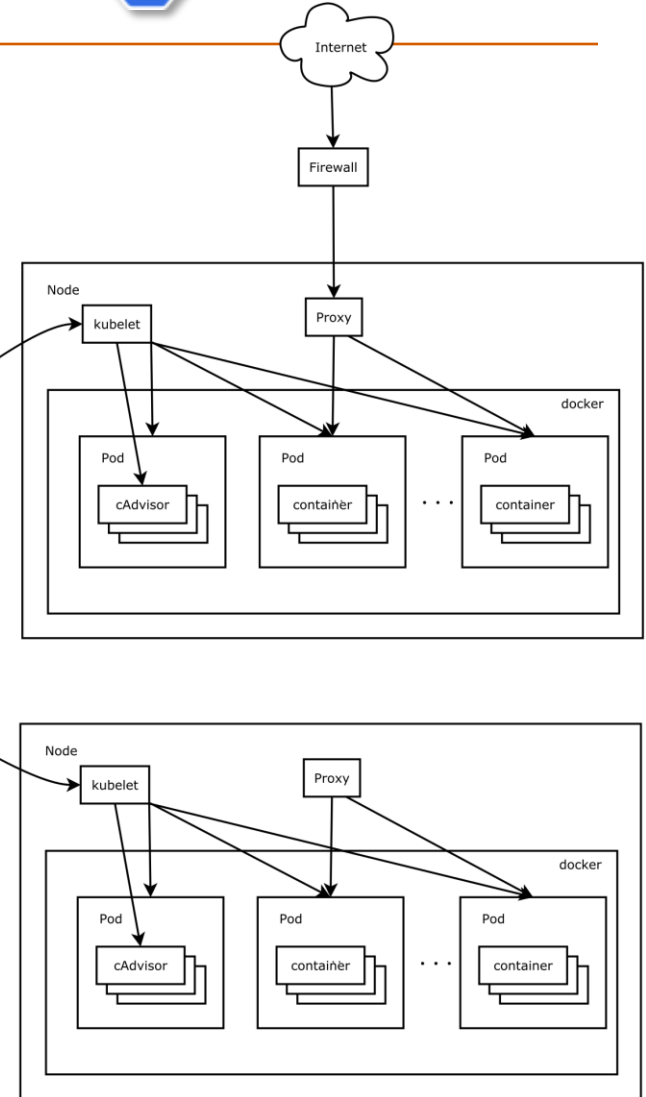 Internet
Firewall
Node
kubelet
Proxy
docker
Pod
Pod
Pod
cAdvisor
container
. . .
container
Node
kubelet
Proxy
docker
Pod
Pod
Pod
cAdvisor
container
. . .
container